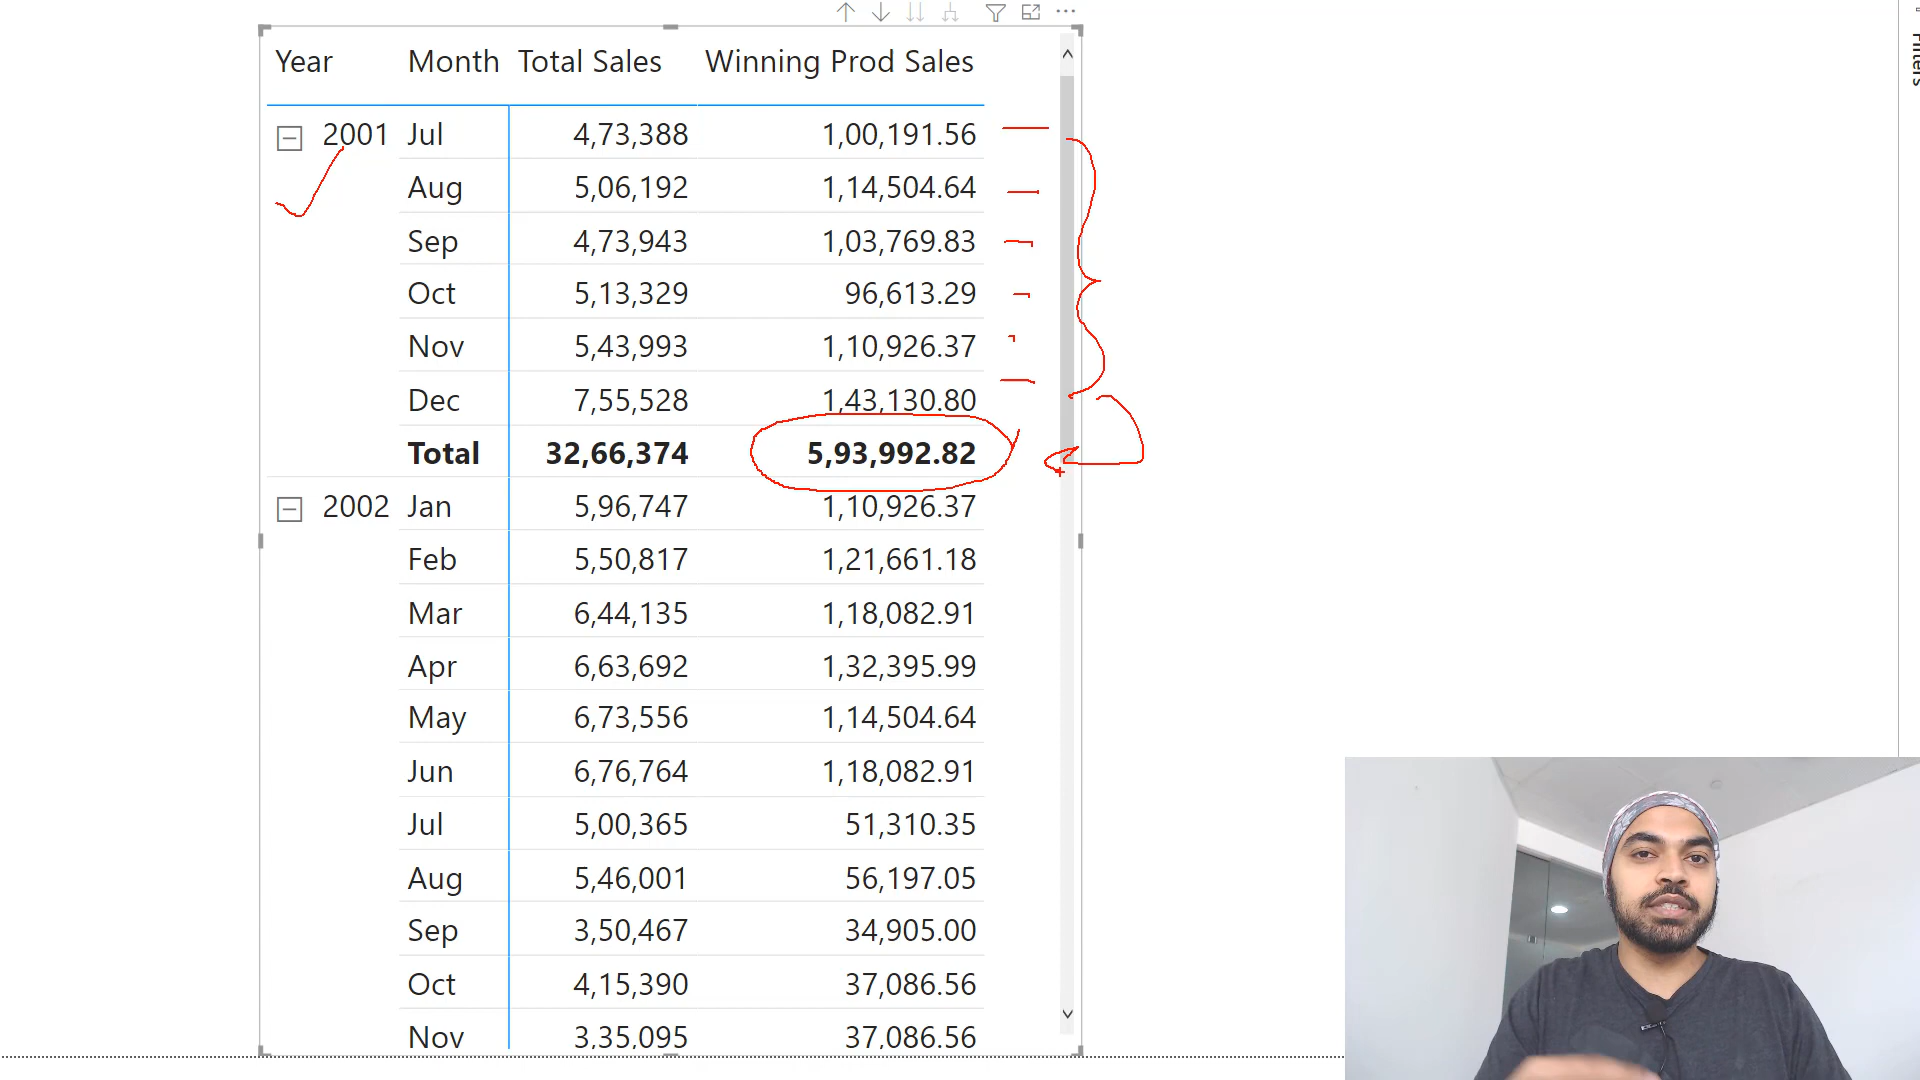 Year Month Total Sales Winning Prod Sales
2001 Jul 4,73,388 1,00,191.56
Aug 5,06,192 1,14,504.64
Sep 4,73,943 1,03,769.83
Oct 5,13,329 96,613.29
Nov 5,43,993 1,10,926.37
Dec 7,55,528 1,43,130.80
Total 32,66,374 5,93,992.82
2002 Jan 5,96,747 1,10,926.37
Feb 5,50,817 1,21,661.18
Mar 6,44,135 1,18,082.91
Apr 6,63,692 1,32,395.99
May 6,73,556 1,14,504.64
Jun 6,76,764 1,18,082.91
Jul 5,00,365 51,310.35
Aug 5,46,001 56,197.05
Sep 3,50,467 34,905.00
Oct 4,15,390 37,086.56
Nov 3,35,095 37,086.56
Filters